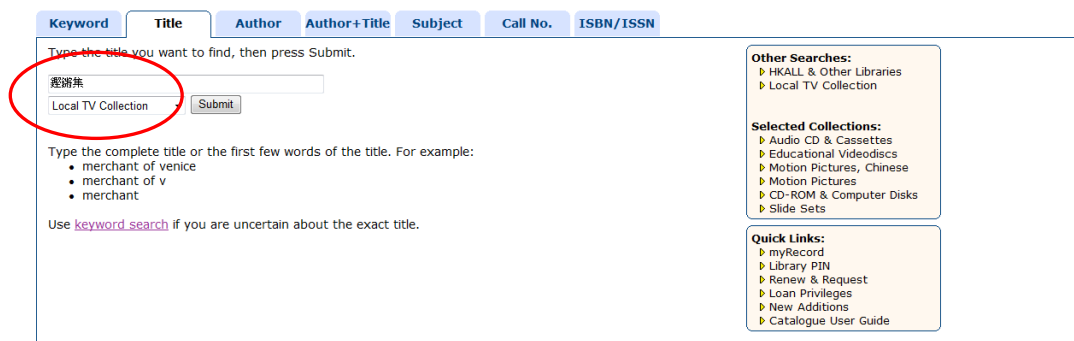 Keyword Title Author Author+Title Subject Call No. ISBN/ISSN
Type the title you want to find, then press Submit.
鏗鏘集
Local TV Collection Submit
Type the complete title or the first few words of the title. For example:
merchant of venice
merchant of v
merchant
Use keyword search if you are uncertain about the exact title.
Other Searches:
HKALL & Other Libraries
Local TV Collection
Selected Collections:
Audio CD & Cassettes
Educational Videodiscs
Motion Pictures, Chinese
Motion Pictures
CD-ROM & Computer Disks
Slide Sets
Quick Links:
myRecord
Library PIN
Renew & Request
Loan Privileges
New Additions
Catalogue User Guide